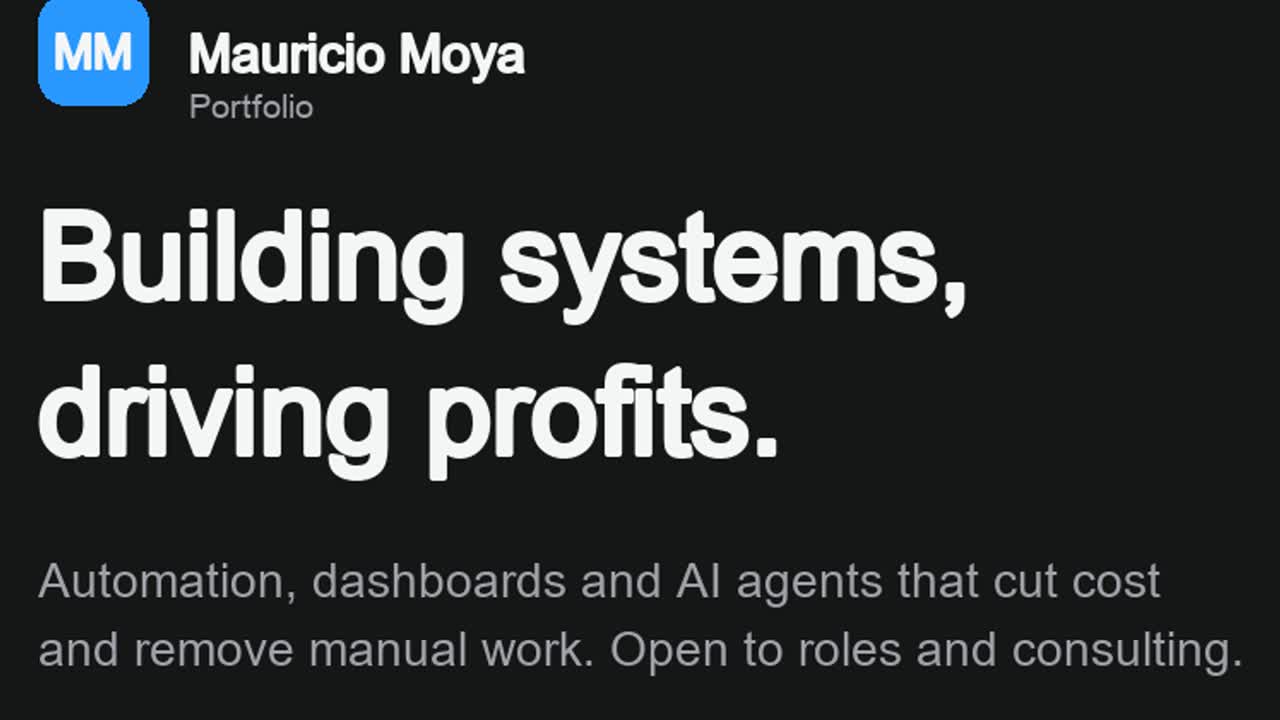 MM
Mauricio Moya
Portfolio
Building systems,
driving profits.
Automation, dashboards and AI agents that cut cost
and remove manual work. Open to roles and consulting.